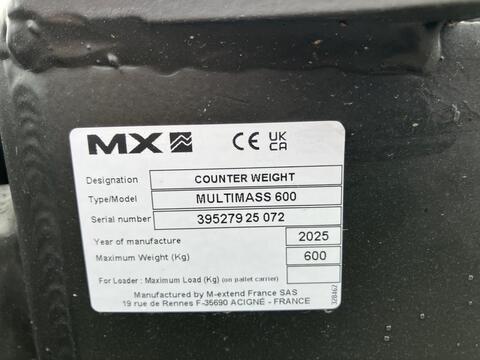 MX CE UK CA
Designation COUNTER WEIGHT
Type/Model MULTIMASS 600
Serial number 39527925 072
Year of manufacture 2025
Maximum Weight (Kg) 600
For Loader : Maximum Load (Kg) (on pallet carrier)
Manufactured by M-extend France SAS
19 rue de Rennes F-35690 ACIGNÉ - FRANCE
328462